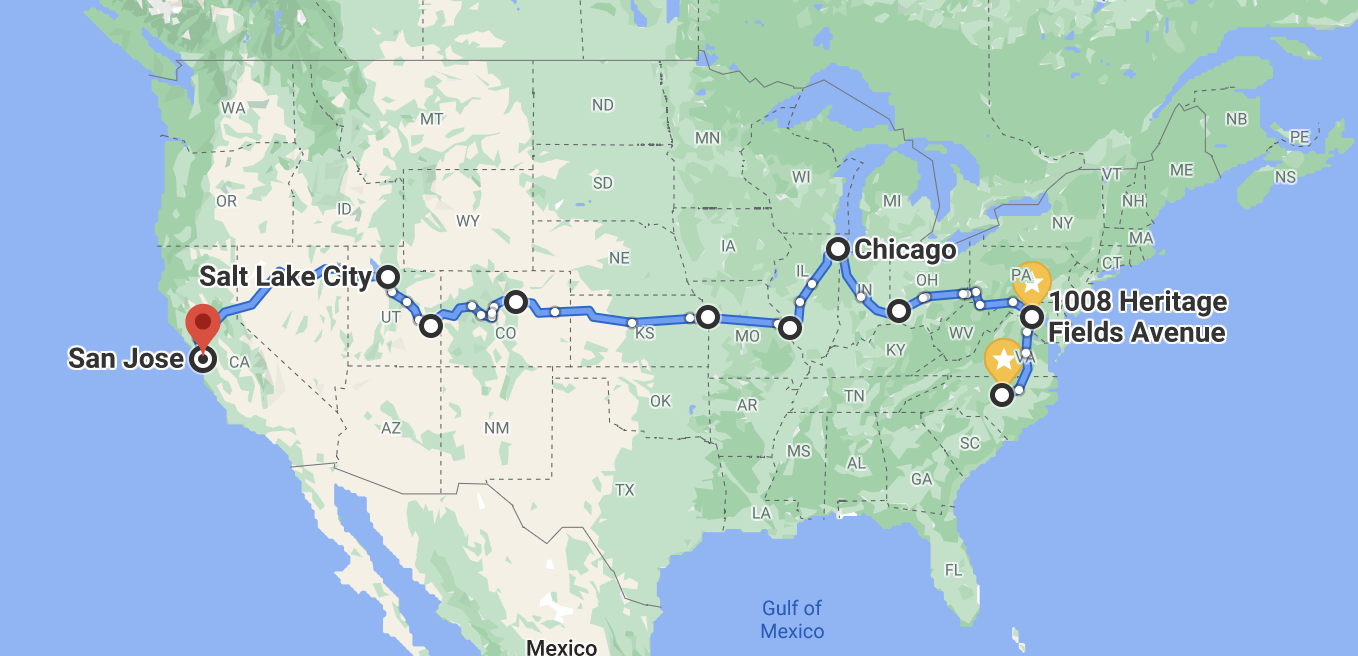 WA
MT
ND
MN
NB
PE
OR
ID
WY
SD
WI
MI
VT
ME
NS
NH
NY
MA
CT
NE
IA
Chicago
Salt Lake City
IL
IN
OH
PA
1008 Heritage
Fields Avenue
UT
CO
KS
MO
WV
KY
VA
San Jose
CA
AZ
NM
OK
AR
TN
SC
MS
AL
GA
TX
LA
FL
Gulf of
Mexico
Mexico